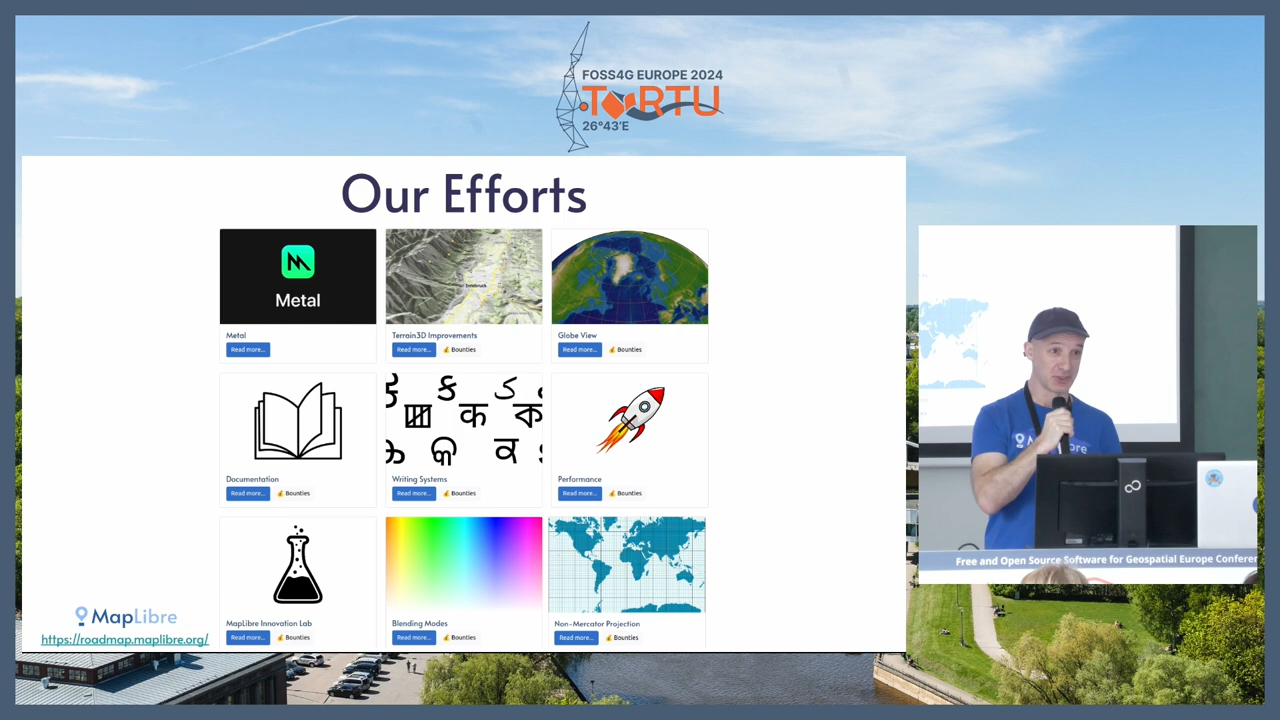 FOSS4G EUROPE 2024
TORTU
26°43'E
Our Efforts
Metal
Metal
Read more...
Terrain3D Improvements
Read more... Bounties
Globe View
Read more... Bounties
Documentation
Read more... Bounties
Writing Systems
Read more... Bounties
Performance
Read more... Bounties
MapLibre Innovation Lab
Read more... Bounties
Blending Modes
Read more... Bounties
Non-Mercator Projection
Read more... Bounties
MapLibre
https://roadmap.maplibre.org/
Free and Open Source Software for Geospatial Europe Confere